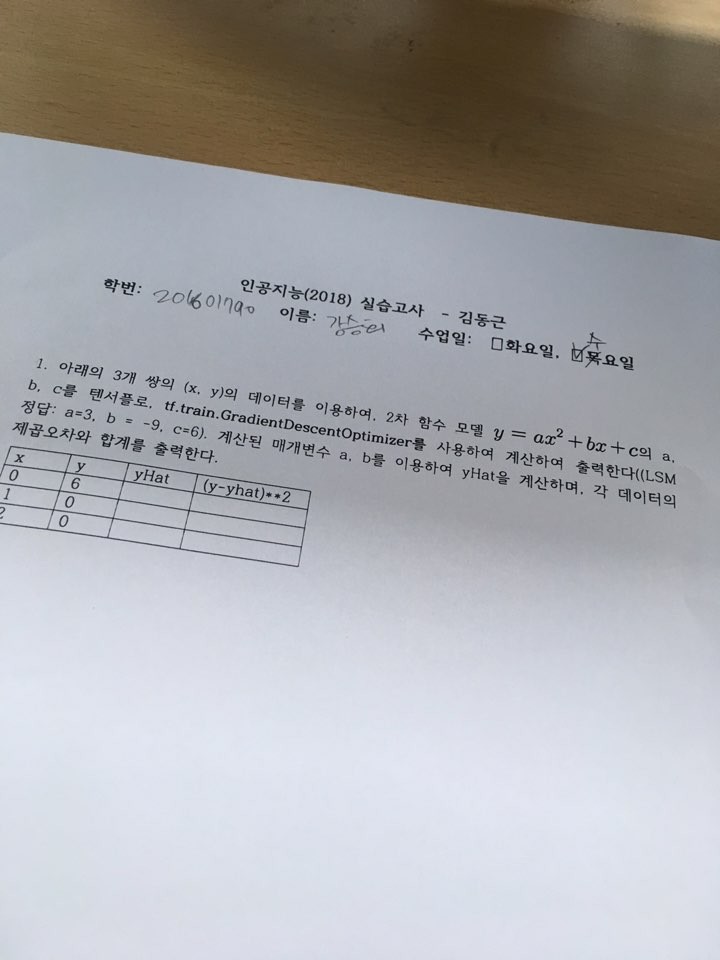 인공지능(2018) 실습고사 - 김동근
학번: 201601790 이름: 수업일: □화요일, ☑목요일 수
1. 아래의 3개 쌍의 (x, y)의 데이터를 이용하여, 2차 함수 모델 y = ax² + bx + c의 a,
b, c를 텐서플로, tf.train.GradientDescentOptimizer를 사용하여 계산하여 출력한다((LSM
정답: a=3, b = -9, c=6). 계산된 매개변수 a, b를 이용하여 yHat을 계산하며, 각 데이터의
제곱오차와 합계를 출력한다.
x y yHat (y-yhat)**2
0 6
1 0
2 0